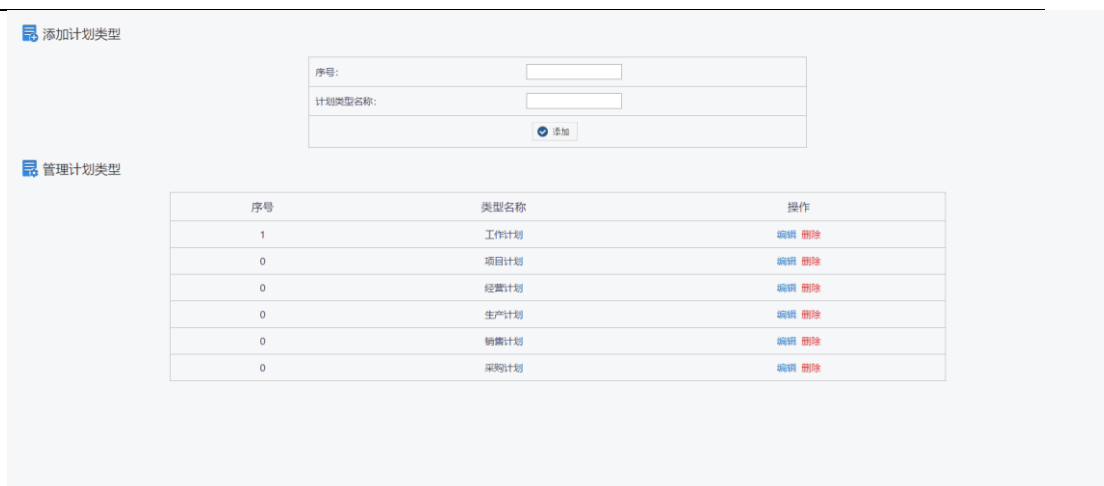 添加计划类型
序号:
计划类型名称:
添加
管理计划类型
序号 类型名称 操作
1 工作计划 编辑 删除
0 项目计划 编辑 删除
0 经营计划 编辑 删除
0 生产计划 编辑 删除
0 销售计划 编辑 删除
0 采购计划 编辑 删除